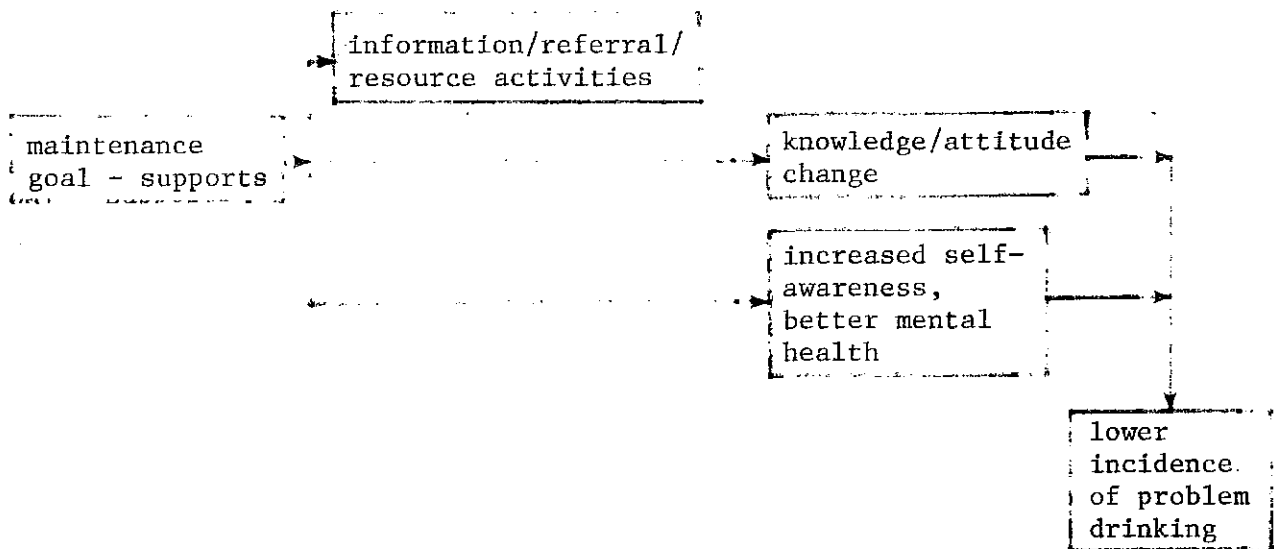 information/referral/
resource activities
maintenance
goal - supports
knowledge/attitude
change
increased self-
awareness,
better mental
health
lower
incidence
of problem
drinking